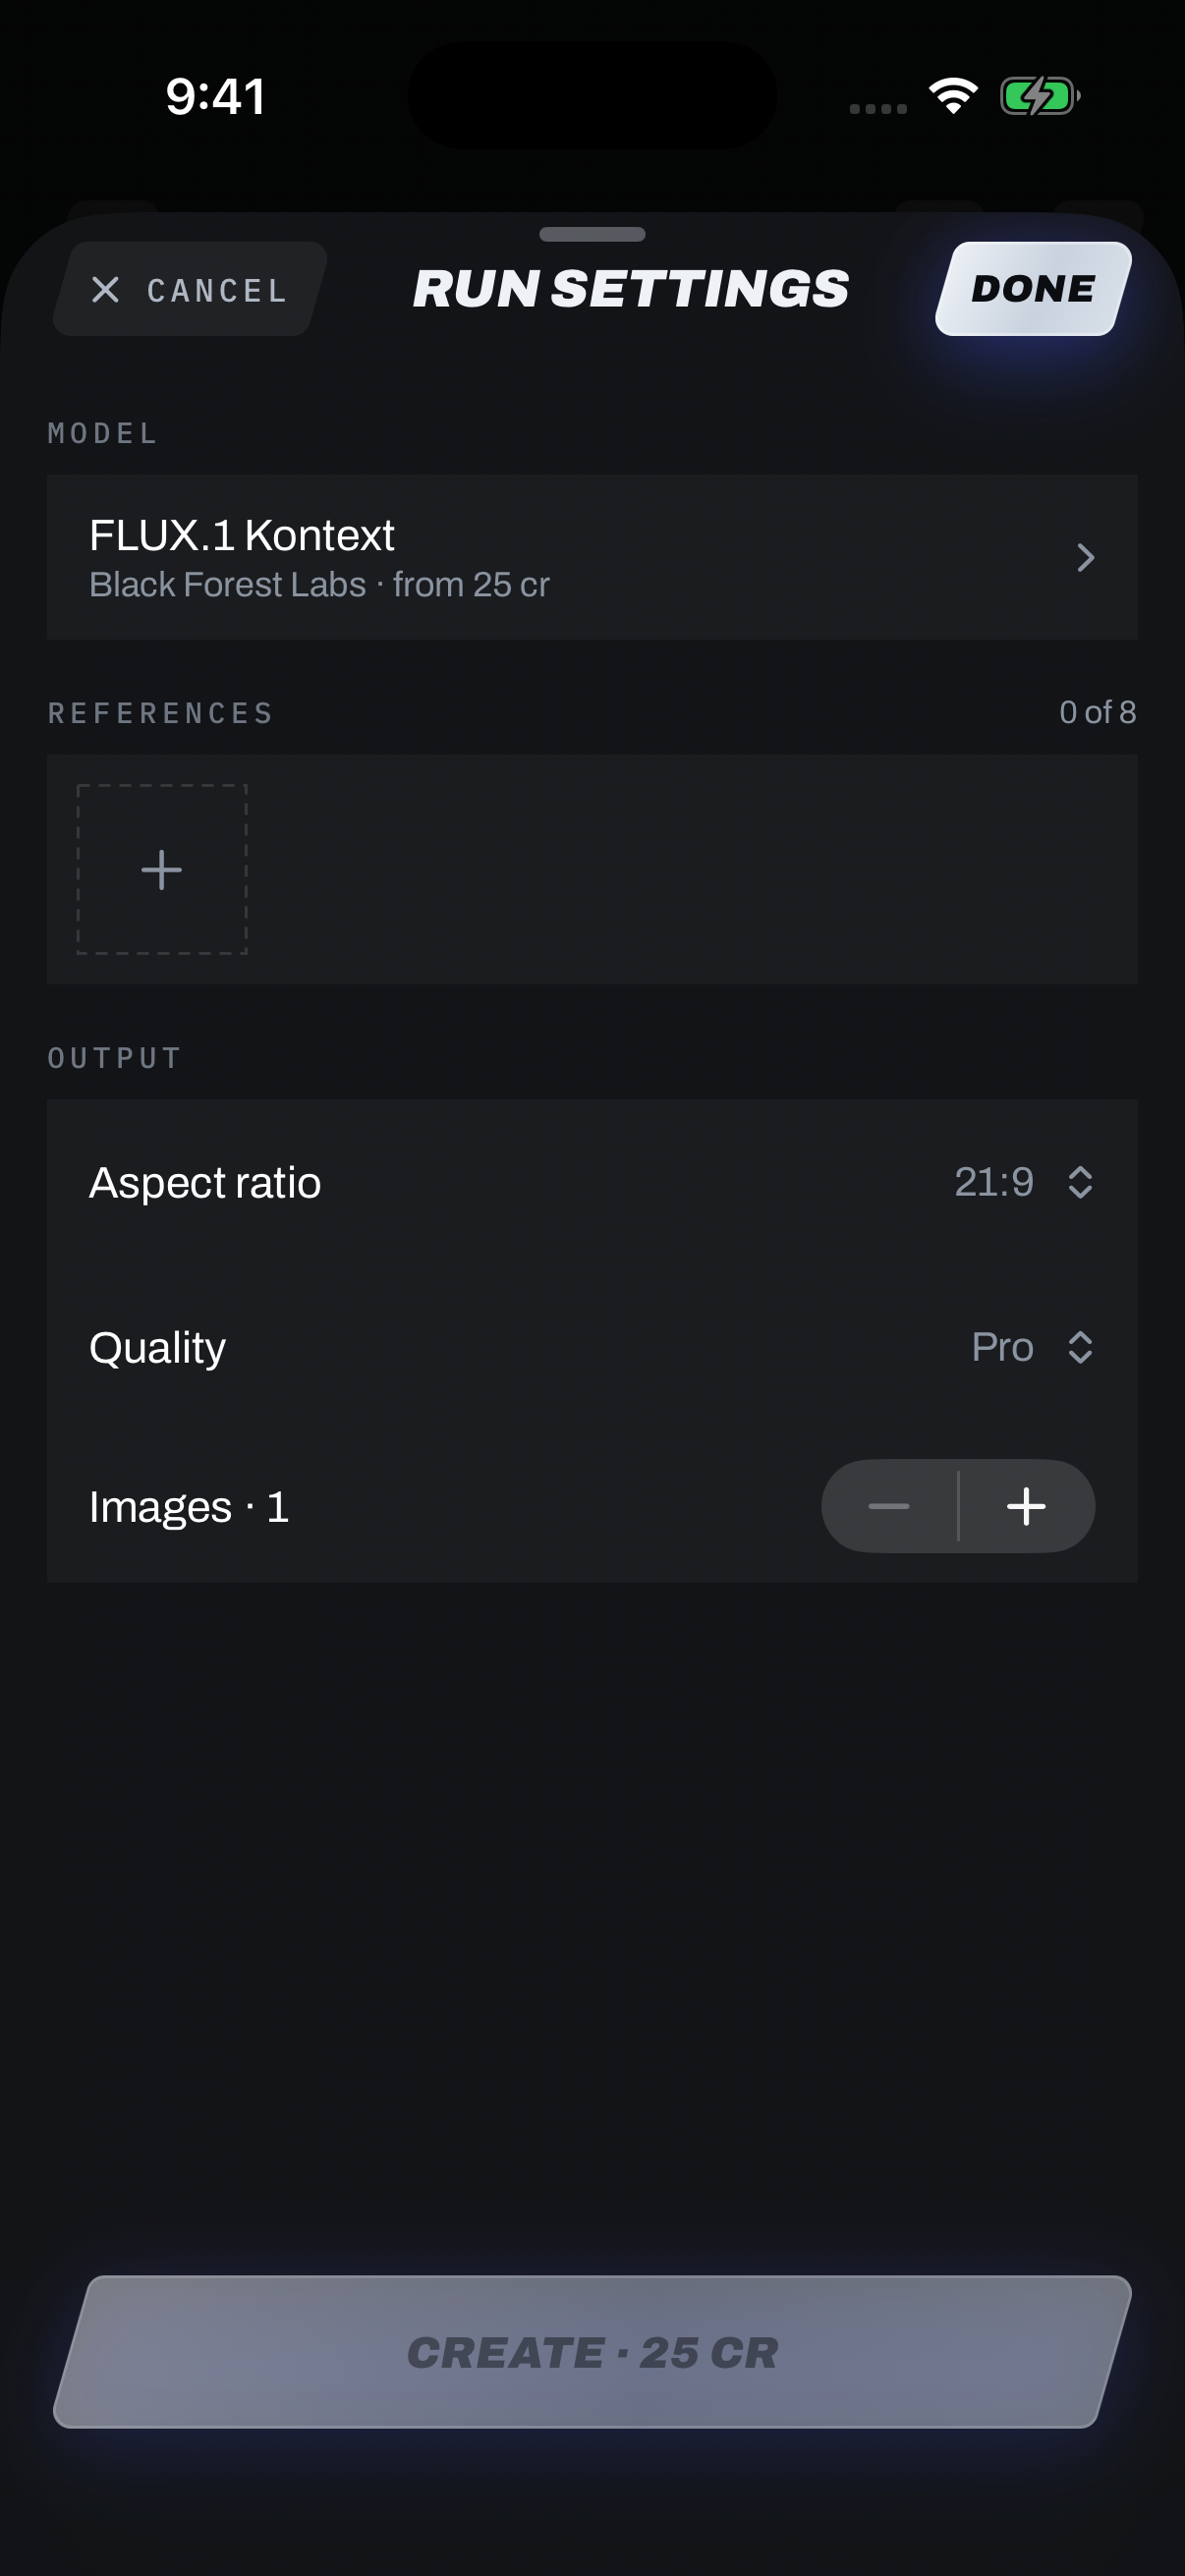 9:41
CANCEL
RUN SETTINGS
DONE
MODEL
FLUX.1 Kontext
Black Forest Labs · from 25 cr
REFERENCES
0 of 8
OUTPUT
Aspect ratio
21:9
Quality
Pro
Images · 1
CREATE · 25 CR